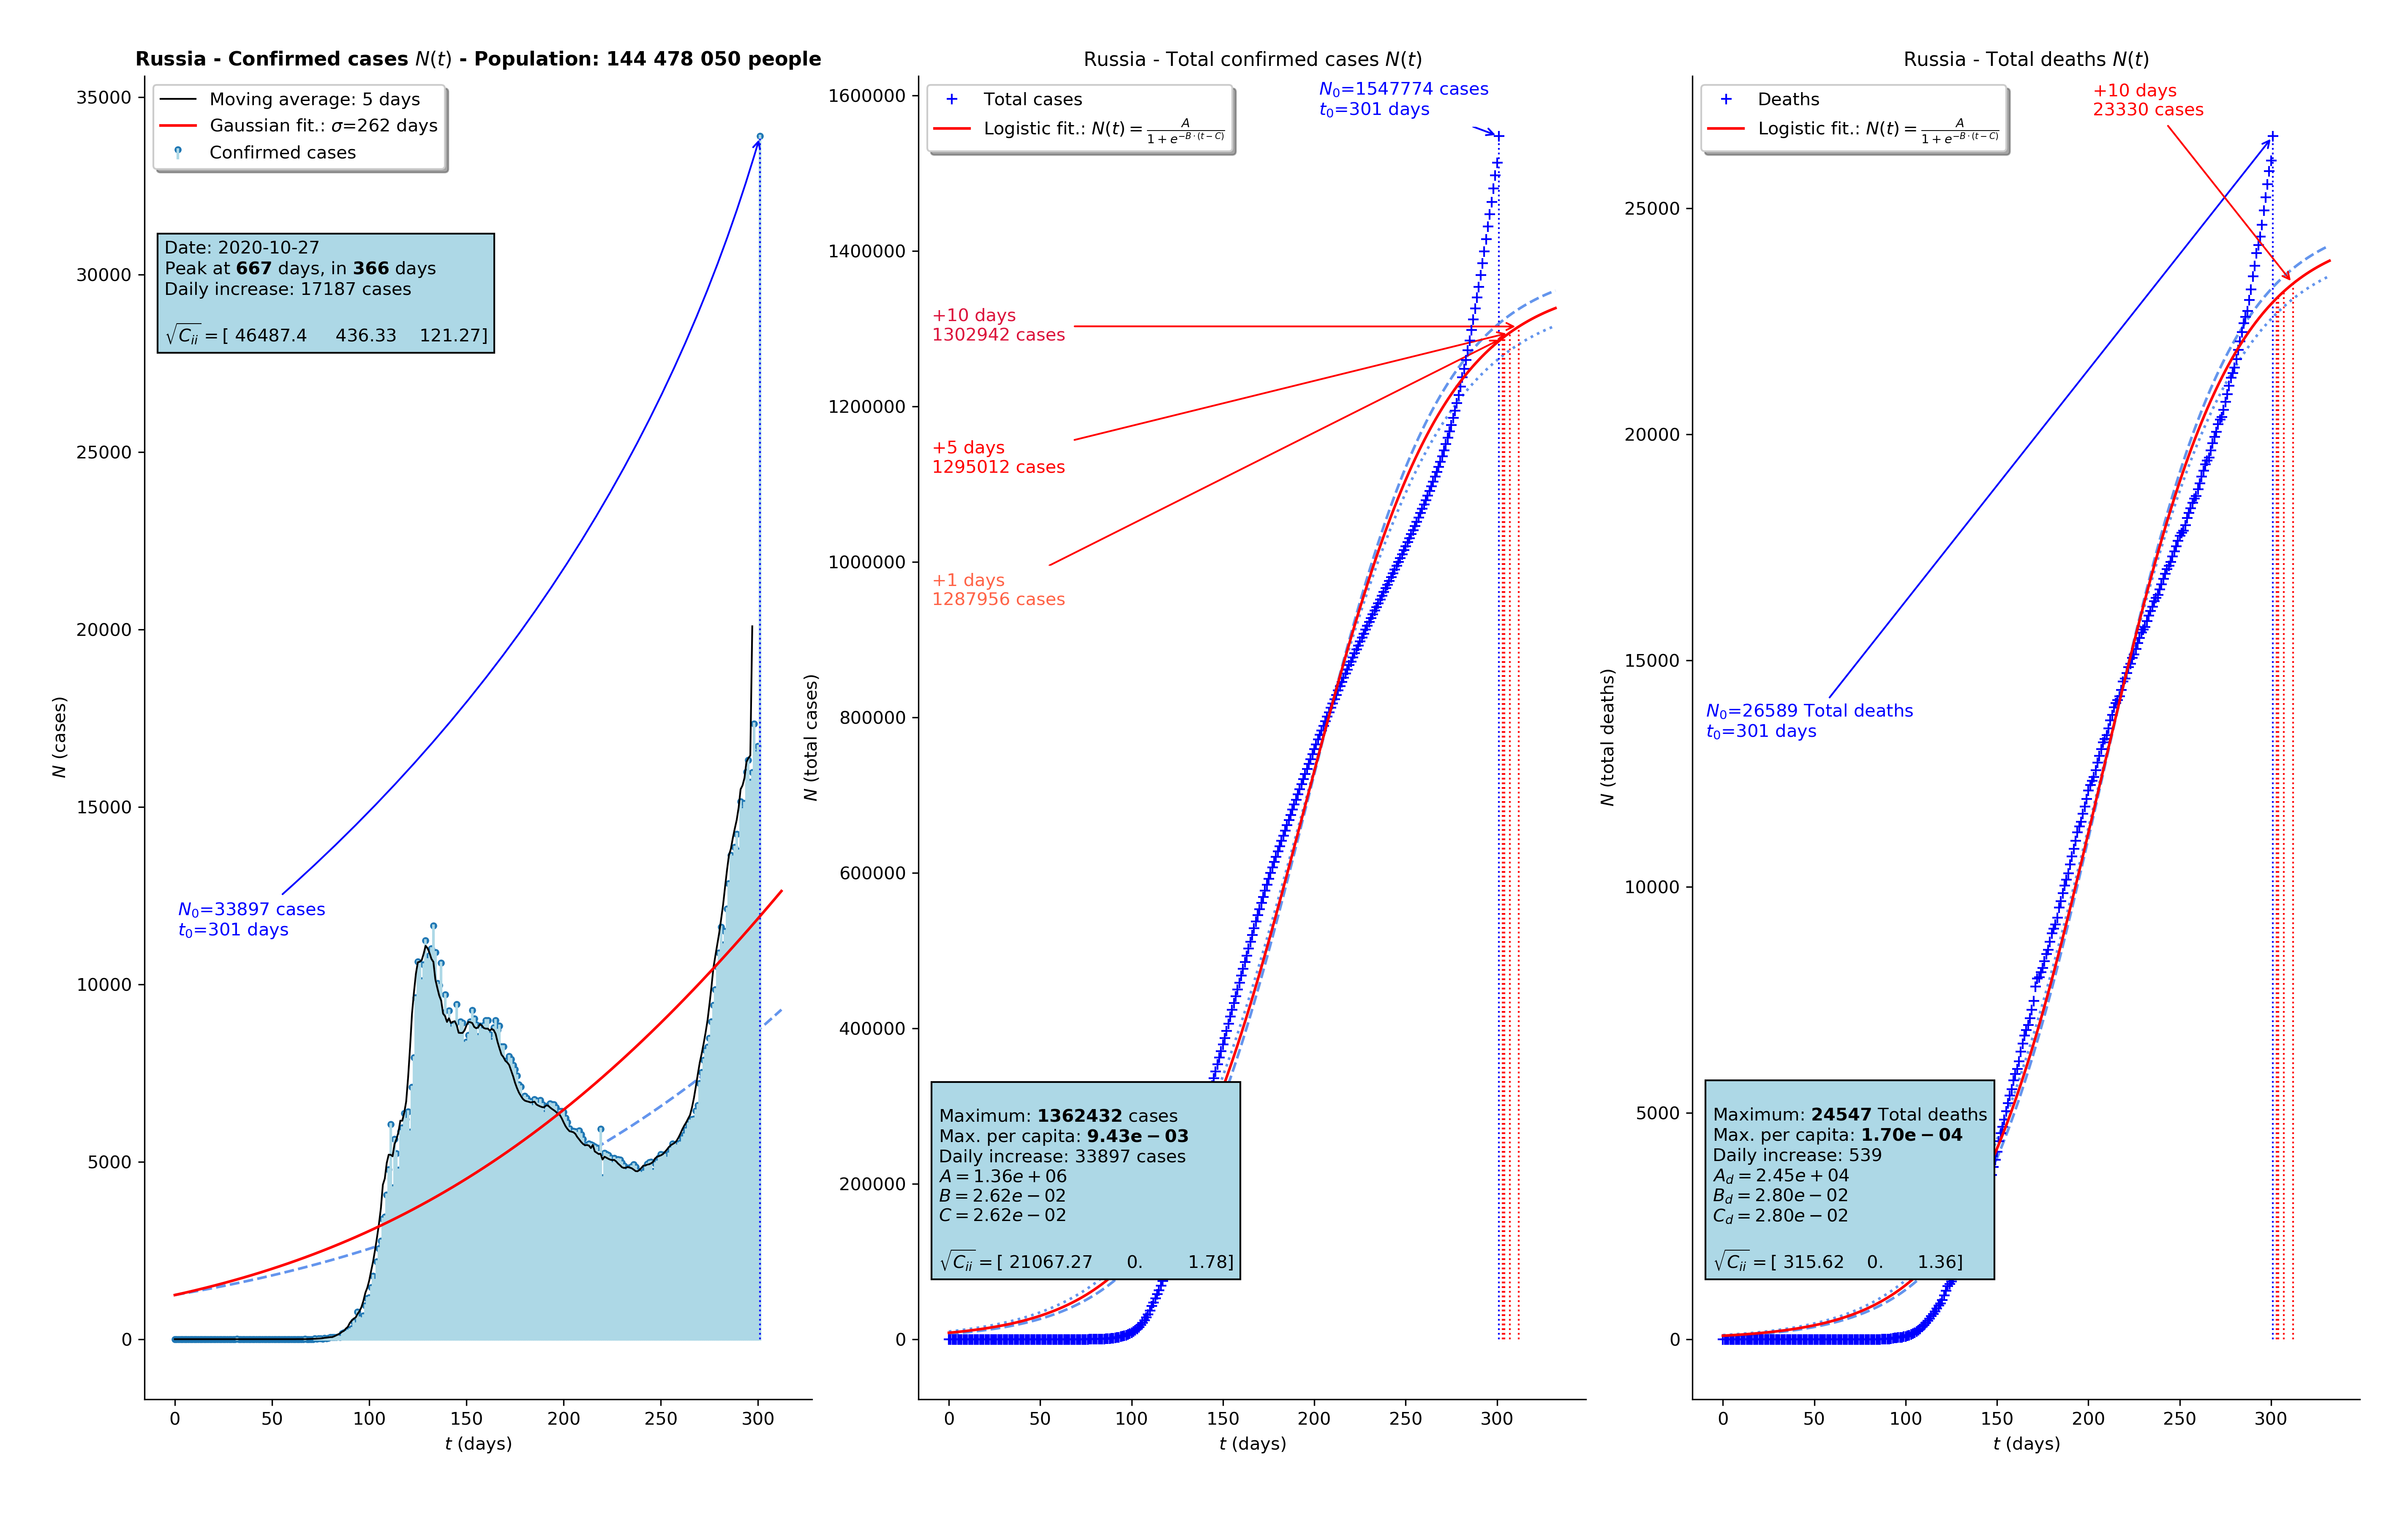 Russia - Confirmed cases N(t) - Population: 144 478 050 people
Moving average: 5 days
Gaussian fit.: σ=262 days
Confirmed cases
Date: 2020-10-27
Peak at 667 days, in 366 days
Daily increase: 17187 cases
√C_ii = [ 46487.4 436.33 121.27]
N₀=33897 cases
t₀=301 days
35000
30000
25000
20000
15000
10000
5000
0
N (cases)
0 50 100 150 200 250 300
t (days)
Russia - Total confirmed cases N(t)
Total cases
Logistic fit.: N(t) = A / (1 + e^(−B·(t−C)))
N₀=1547774 cases
t₀=301 days
+10 days
1302942 cases
+5 days
1295012 cases
+1 days
1287956 cases
Maximum: 1362432 cases
Max. per capita: 9.43e − 03
Daily increase: 33897 cases
A = 1.36e + 06
B = 2.62e − 02
C = 2.62e − 02
√C_ii = [ 21067.27 0. 1.78]
1600000
1400000
1200000
1000000
800000
600000
400000
200000
0
N (total cases)
0 50 100 150 200 250 300
t (days)
Russia - Total deaths N(t)
Deaths
Logistic fit.: N(t) = A / (1 + e^(−B·(t−C)))
+10 days
23330 cases
N₀=26589 Total deaths
t₀=301 days
Maximum: 24547 Total deaths
Max. per capita: 1.70e − 04
Daily increase: 539
A_d = 2.45e + 04
B_d = 2.80e − 02
C_d = 2.80e − 02
√C_ii = [ 315.62 0. 1.36]
25000
20000
15000
10000
5000
0
N (total deaths)
0 50 100 150 200 250 300
t (days)